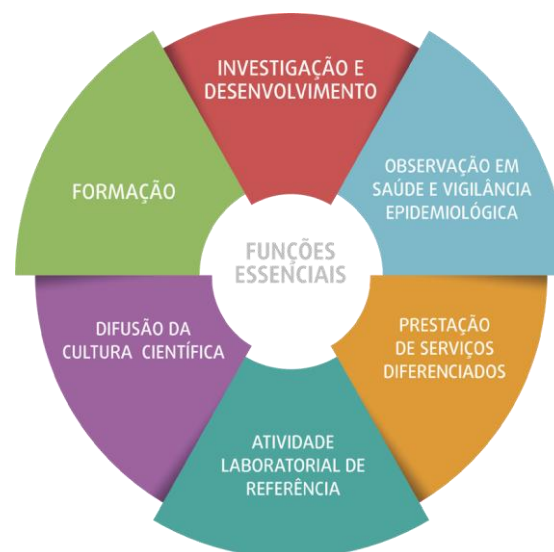 INVESTIGAÇÃO E
DESENVOLVIMENTO
OBSERVAÇÃO EM
SAÚDE E VIGILÂNCIA
EPIDEMIOLÓGICA
PRESTAÇÃO
DE SERVIÇOS
DIFERENCIADOS
ATIVIDADE
LABORATORIAL DE
REFERÊNCIA
DIFUSÃO DA
CULTURA CIENTÍFICA
FORMAÇÃO
FUNÇÕES
ESSENCIAIS